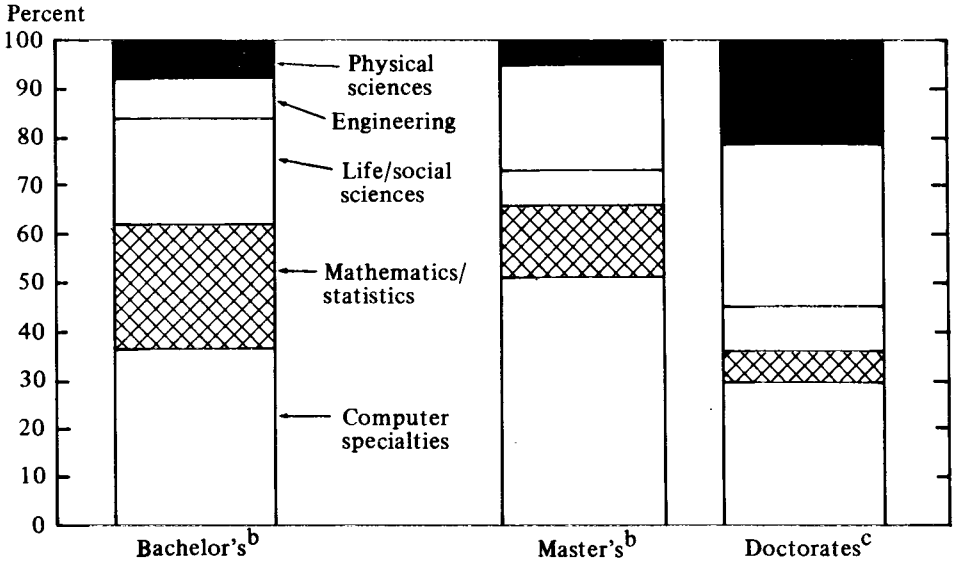 Percent
100
90
80
70
60
50
40
30
20
10
0
Physical
sciences
Engineering
Life/social
sciences
Mathematics/
statistics
Computer
specialties
Bachelor's b
Master's b
Doctorates c